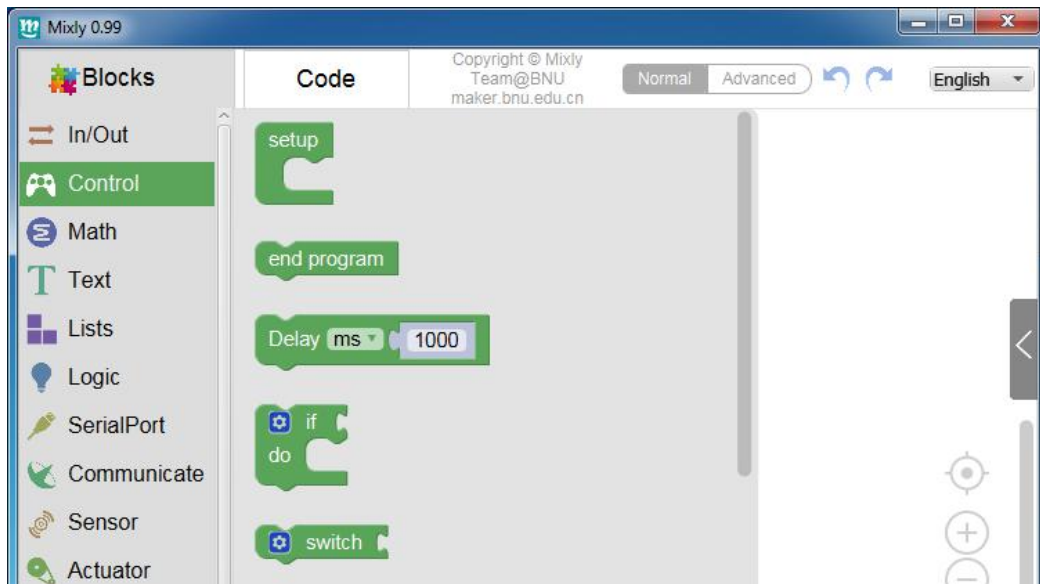 Mixly 0.99
Blocks
Code
Copyright © Mixly
Team@BNU
maker.bnu.edu.cn
Normal
Advanced
English
In/Out
Control
Math
Text
Lists
Logic
SerialPort
Communicate
Sensor
Actuator
setup
end program
Delay ms 1000
if
do
switch